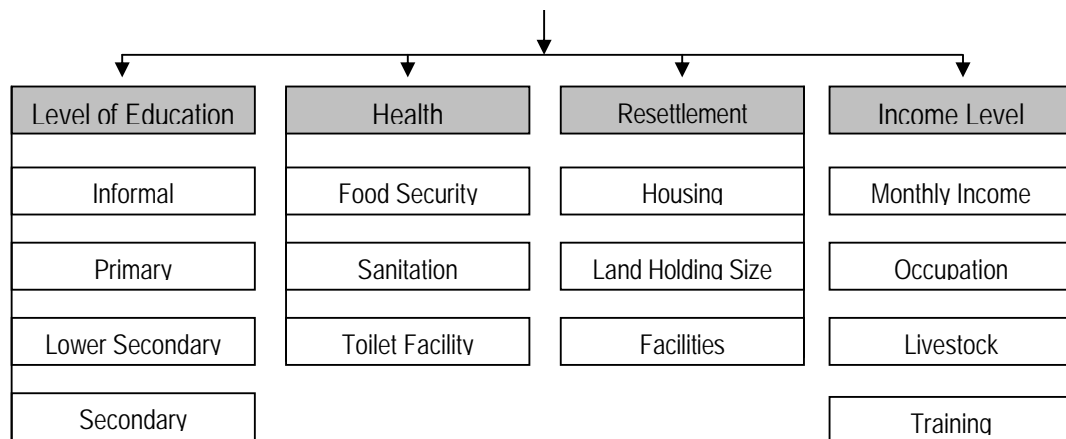 Level of Education
Informal
Primary
Lower Secondary
Secondary
Health
Food Security
Sanitation
Toilet Facility
Resettlement
Housing
Land Holding Size
Facilities
Income Level
Monthly Income
Occupation
Livestock
Training